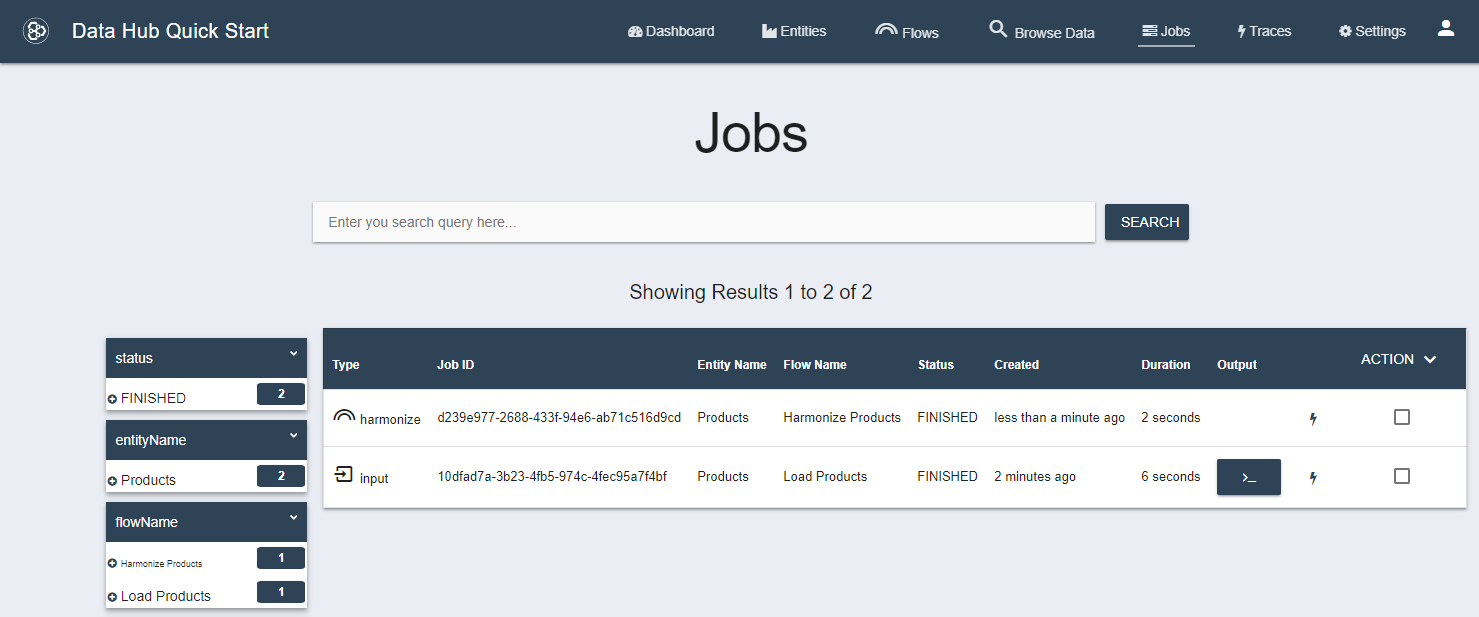 Data Hub Quick Start Dashboard Entities Flows Browse Data Jobs Traces Settings
Jobs
Enter you search query here... SEARCH
Showing Results 1 to 2 of 2
status
FINISHED 2
entityName
Products 2
flowName
Harmonize Products 1
Load Products 1
Type Job ID Entity Name Flow Name Status Created Duration Output ACTION
harmonize d239e977-2688-433f-94e6-ab71c516d9cd Products Harmonize Products FINISHED less than a minute ago 2 seconds
input 10dfad7a-3b23-4fb5-974c-4fec95a7f4bf Products Load Products FINISHED 2 minutes ago 6 seconds >_